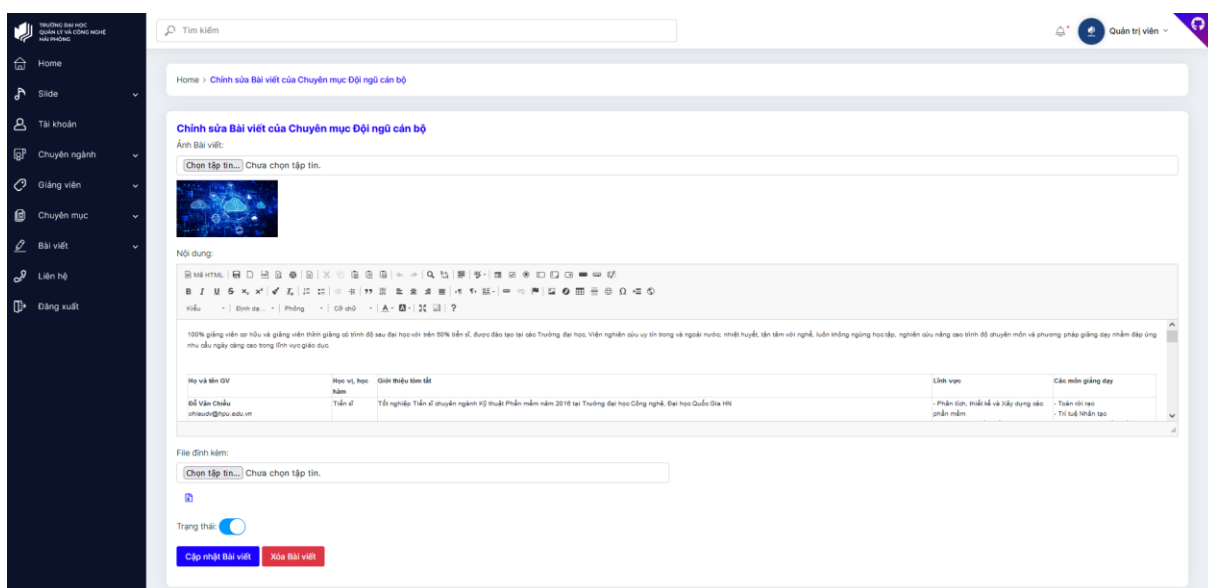 TRƯỜNG ĐẠI HỌC
QUẢN LÝ VÀ CÔNG NGHỆ
HẢI PHÒNG
Tìm kiếm
Quản trị viên
Home
Slide
Tài khoản
Chuyên ngành
Giảng viên
Chuyên mục
Bài viết
Liên hệ
Đăng xuất
Home > Chỉnh sửa Bài viết của Chuyên mục Đội ngũ cán bộ
Chỉnh sửa Bài viết của Chuyên mục Đội ngũ cán bộ
Ảnh Bài viết:
Chọn tập tin... Chưa chọn tập tin.
Nội dung:
Mã HTML
B I U S x₂ x² Iₓ
Kiểu Định dạ... Phông Cỡ chữ A A ?
100% giảng viên cơ hữu và giảng viên thỉnh giảng có trình độ sau đại học với trên 50% tiến sĩ, được đào tạo tại các Trường đại học, Viện nghiên cứu uy tín trong và ngoài nước; nhiệt huyết, tận tâm với nghề, luôn không ngừng học tập, nghiên cứu nâng cao trình độ chuyên môn và phương pháp giảng dạy nhằm đáp ứng
nhu cầu ngày càng cao trong lĩnh vực giáo dục.
Họ và tên GV Học vị, học hàm Giới thiệu tóm tắt Lĩnh vực Các môn giảng dạy
Đỗ Văn Chiểu Tiến sĩ Tốt nghiệp Tiến sĩ chuyên ngành Kỹ thuật Phần mềm năm 2016 tại Trường đại học Công nghệ, Đại học Quốc Gia HN - Phân tích, thiết kế và Xây dựng các - Toán rời rạc
chieudv@hpu.edu.vn phần mềm - Trí tuệ Nhân tạo
File đính kèm:
Chọn tập tin... Chưa chọn tập tin.
Trạng thái:
Cập nhật Bài viết Xóa Bài viết